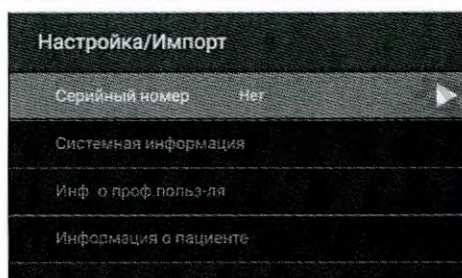 Настройка/Импорт
Серийный номер Нет
Системная информация
Инф. о проф.польз-ля
Информация о пациенте